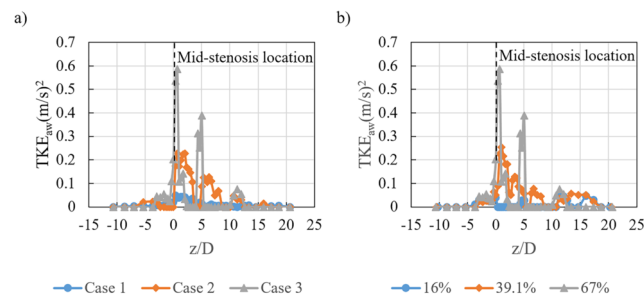 a)
b)
0.7
0.6
0.5
0.4
0.3
0.2
0.1
0
TKEaw(m/s)²
Mid-stenosis location
-15 -10 -5 0 5 10 15 20 25
z/D
Case 1 Case 2 Case 3
0.7
0.6
0.5
0.4
0.3
0.2
0.1
0
TKEaw(m/s)²
Mid-stenosis location
-15 -10 -5 0 5 10 15 20 25
z/D
16% 39.1% 67%